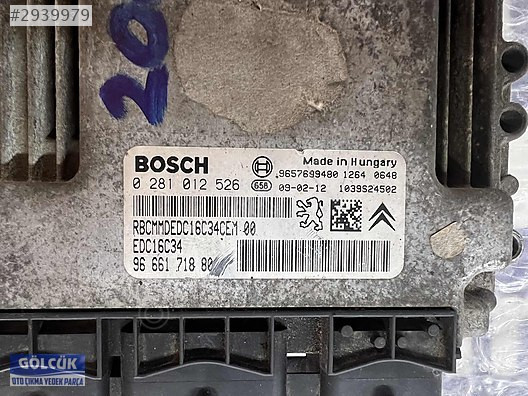 #2939979
20
BOSCH
Made in Hungary
0 281 012 526
658
9657699480 1264 0648
09-02-12 1039S24502
RBCMMDEDC16C34CEM 00
EDC16C34
96 661 718 80
GÖLCÜK
OTO ÇIKMA YEDEK PARÇA